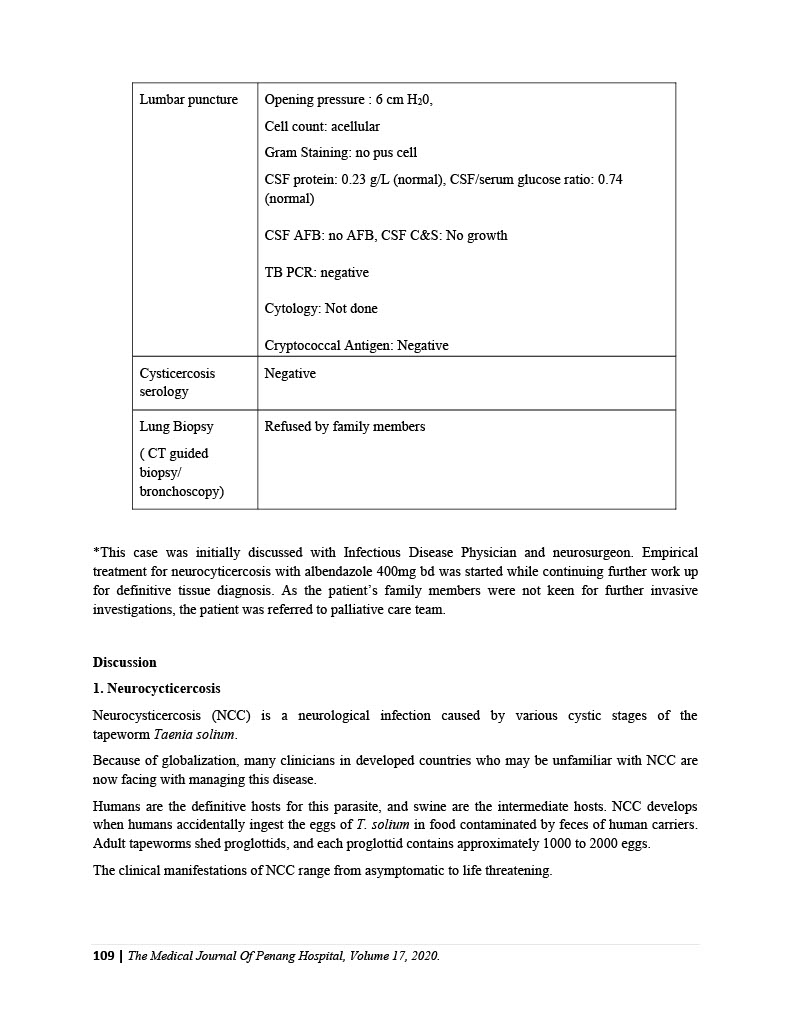 Lumbar puncture
Opening pressure : 6 cm H₂0,
Cell count: acellular
Gram Staining: no pus cell
CSF protein: 0.23 g/L (normal), CSF/serum glucose ratio: 0.74
(normal)
CSF AFB: no AFB, CSF C&S: No growth
TB PCR: negative
Cytology: Not done
Cryptococcal Antigen: Negative
Cysticercosis
serology
Negative
Lung Biopsy
( CT guided
biopsy/
bronchoscopy)
Refused by family members
*This case was initially discussed with Infectious Disease Physician and neurosurgeon. Empirical
treatment for neurocyticercosis with albendazole 400mg bd was started while continuing further work up
for definitive tissue diagnosis. As the patient’s family members were not keen for further invasive
investigations, the patient was referred to palliative care team.
Discussion
1. Neurocycticercosis
Neurocysticercosis (NCC) is a neurological infection caused by various cystic stages of the
tapeworm Taenia solium.
Because of globalization, many clinicians in developed countries who may be unfamiliar with NCC are
now facing with managing this disease.
Humans are the definitive hosts for this parasite, and swine are the intermediate hosts. NCC develops
when humans accidentally ingest the eggs of T. solium in food contaminated by feces of human carriers.
Adult tapeworms shed proglottids, and each proglottid contains approximately 1000 to 2000 eggs.
The clinical manifestations of NCC range from asymptomatic to life threatening.
109 | The Medical Journal Of Penang Hospital, Volume 17, 2020.